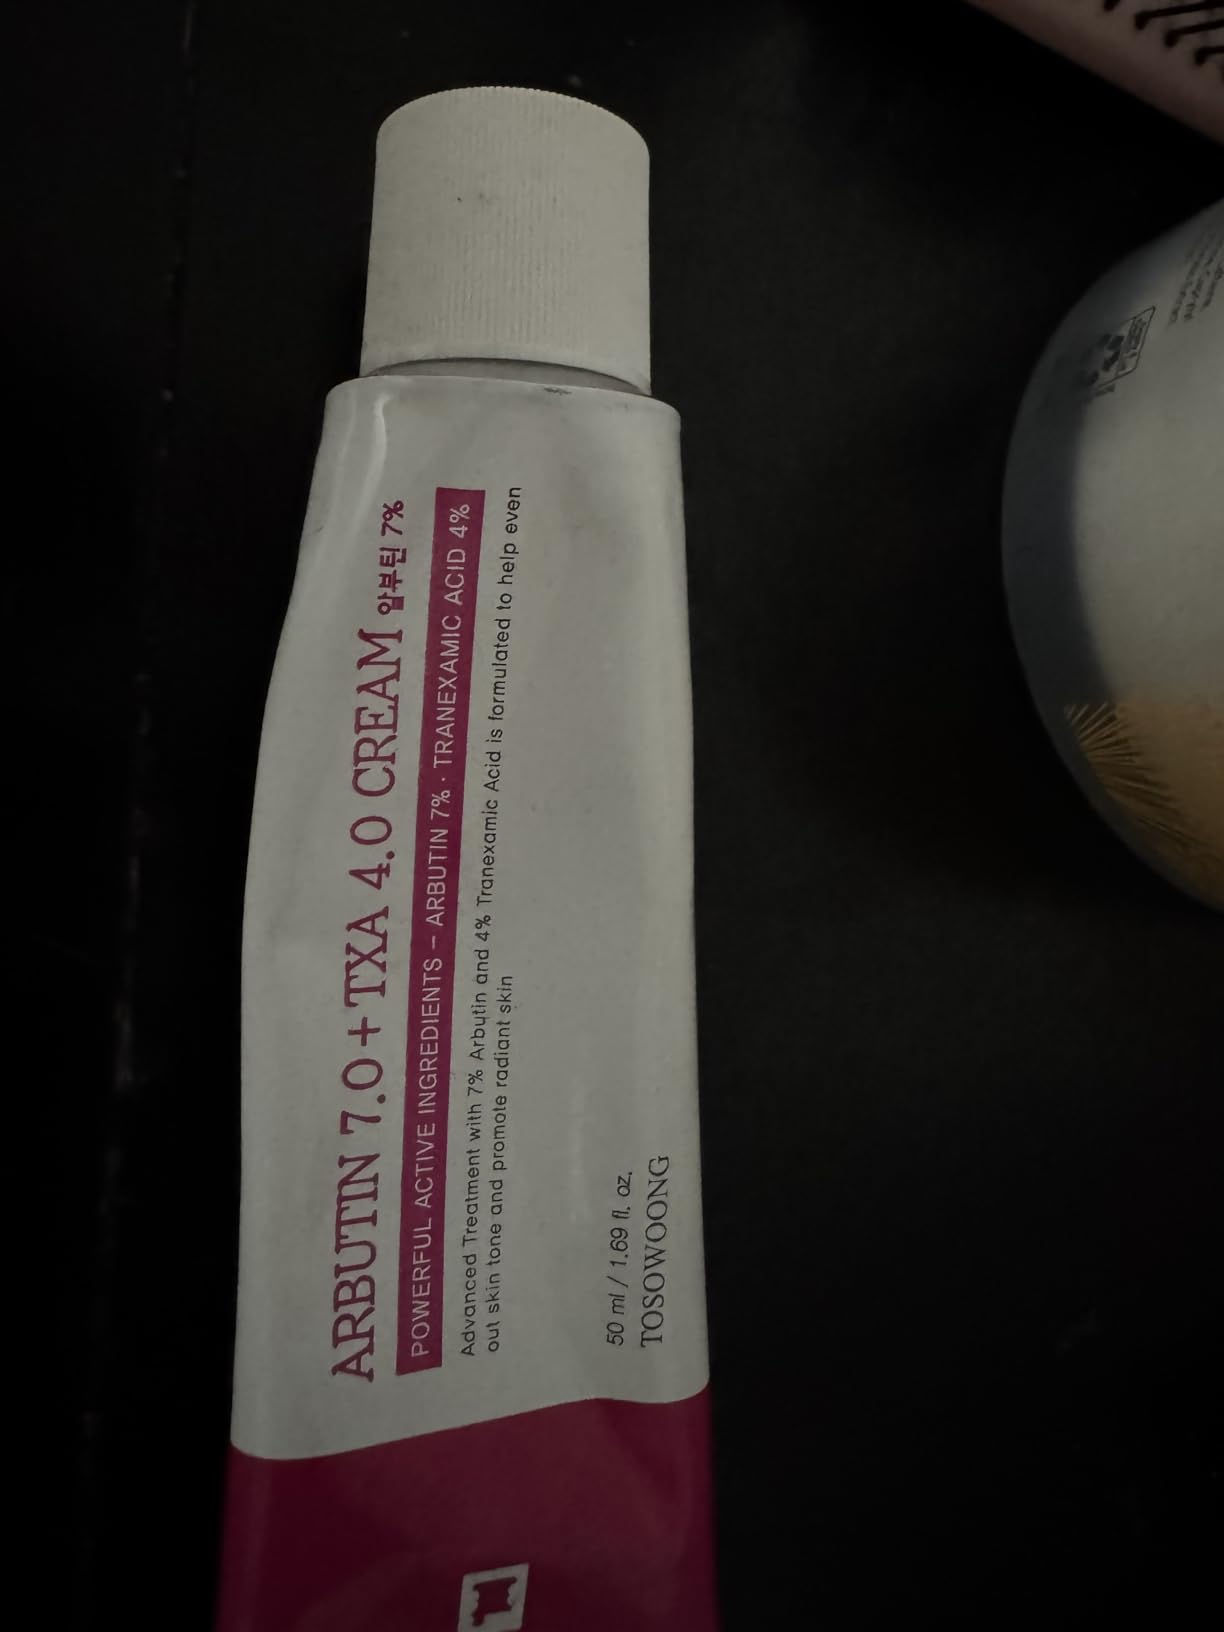 ARBUTIN 7.0+TXA 4.0 CREAM 알부틴 7%
POWERFUL ACTIVE INGREDIENTS – ARBUTIN 7% · TRANEXAMIC ACID 4%
Advanced Treatment with 7% Arbutin and 4% Tranexamic Acid is formulated to help even
out skin tone and promote radiant skin
50 ml / 1.69 fl. oz.
TOSOWOONG